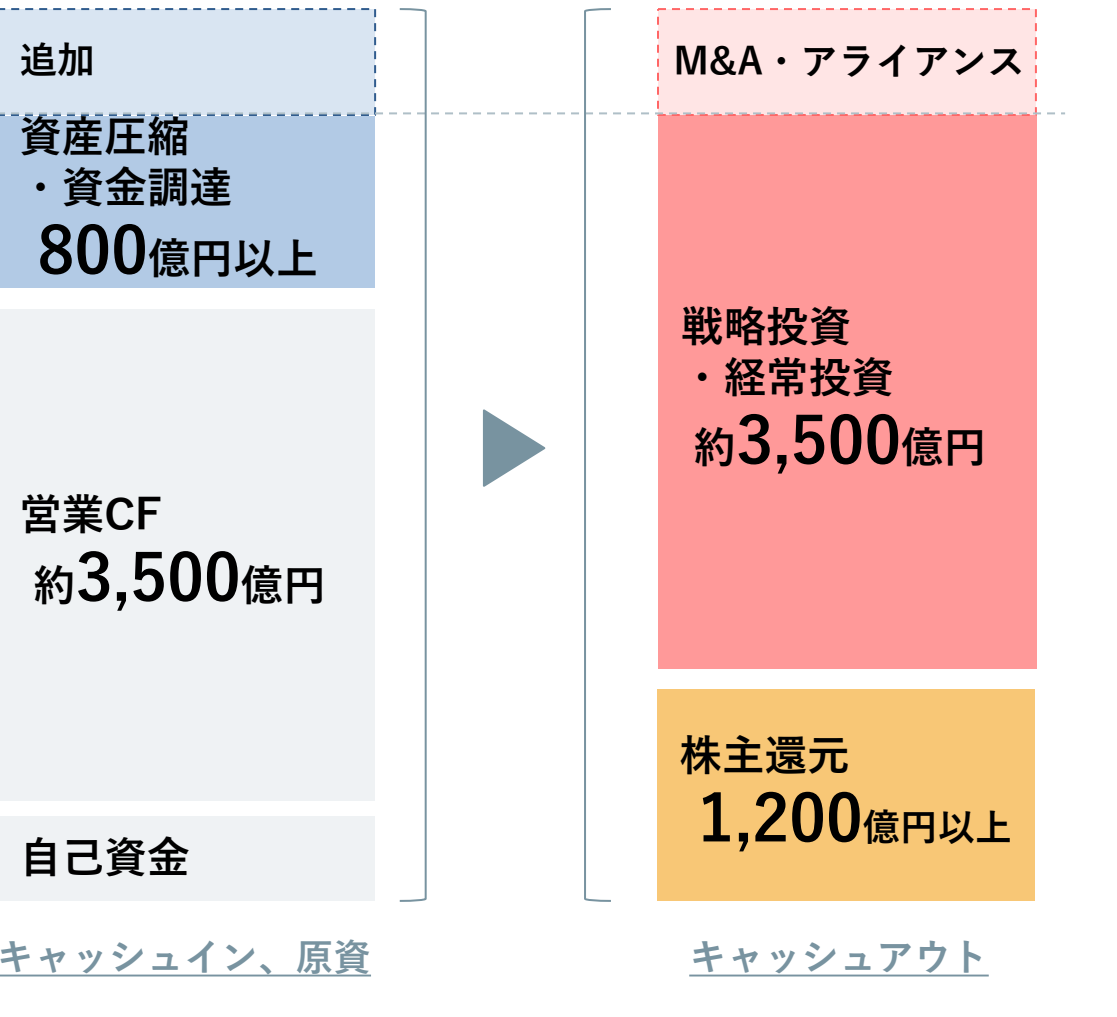 追加
資産圧縮
・資金調達
800億円以上
営業CF
約3,500億円
自己資金
キャッシュイン、原資
M&A・アライアンス
戦略投資
・経常投資
約3,500億円
株主還元
1,200億円以上
キャッシュアウト